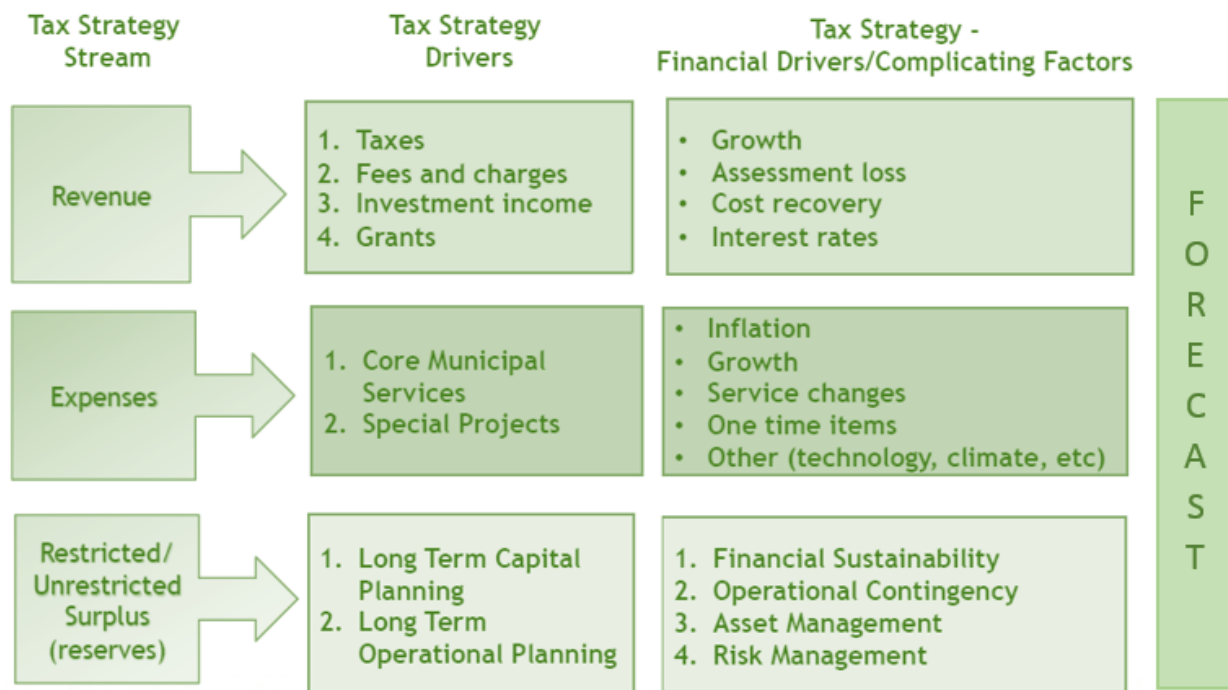 Tax Strategy
Stream
Tax Strategy
Drivers
Tax Strategy -
Financial Drivers/Complicating Factors
Revenue
1. Taxes
2. Fees and charges
3. Investment income
4. Grants
• Growth
• Assessment loss
• Cost recovery
• Interest rates
Expenses
1. Core Municipal
Services
2. Special Projects
• Inflation
• Growth
• Service changes
• One time items
• Other (technology, climate, etc)
Restricted/
Unrestricted
Surplus
(reserves)
1. Long Term Capital
Planning
2. Long Term
Operational Planning
1. Financial Sustainability
2. Operational Contingency
3. Asset Management
4. Risk Management
F
O
R
E
C
A
S
T